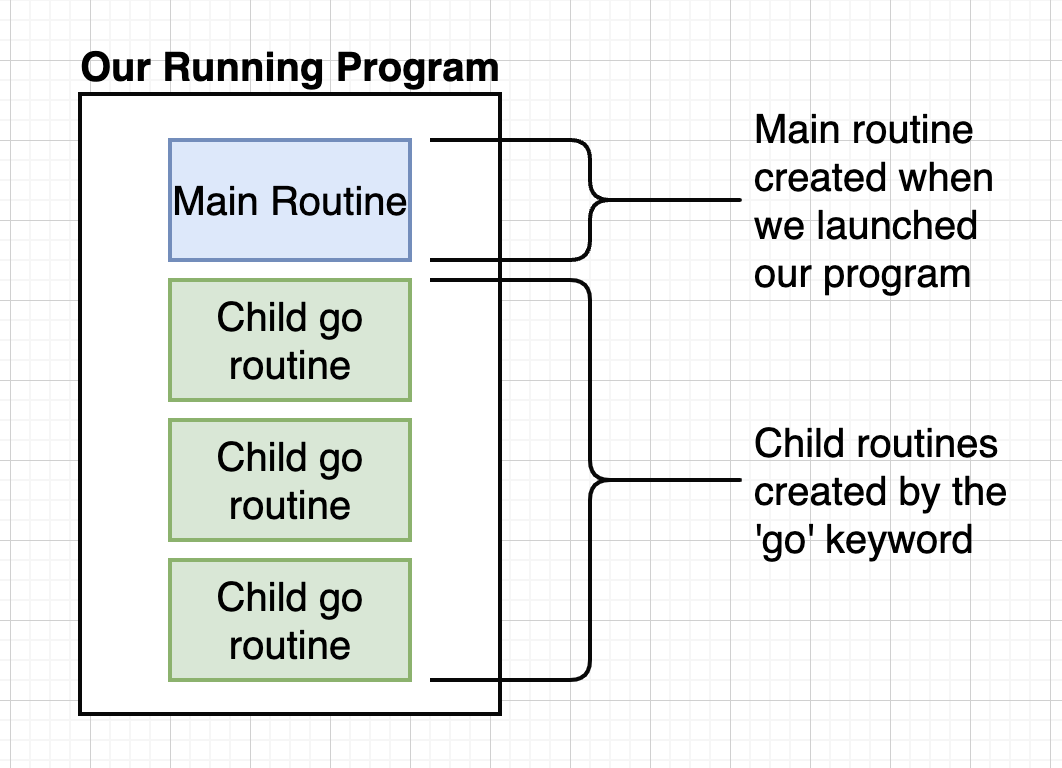 Our Running Program
Main Routine
Main routine
created when
we launched
our program
Child go
routine
Child go
routine
Child go
routine
Child routines
created by the
'go' keyword